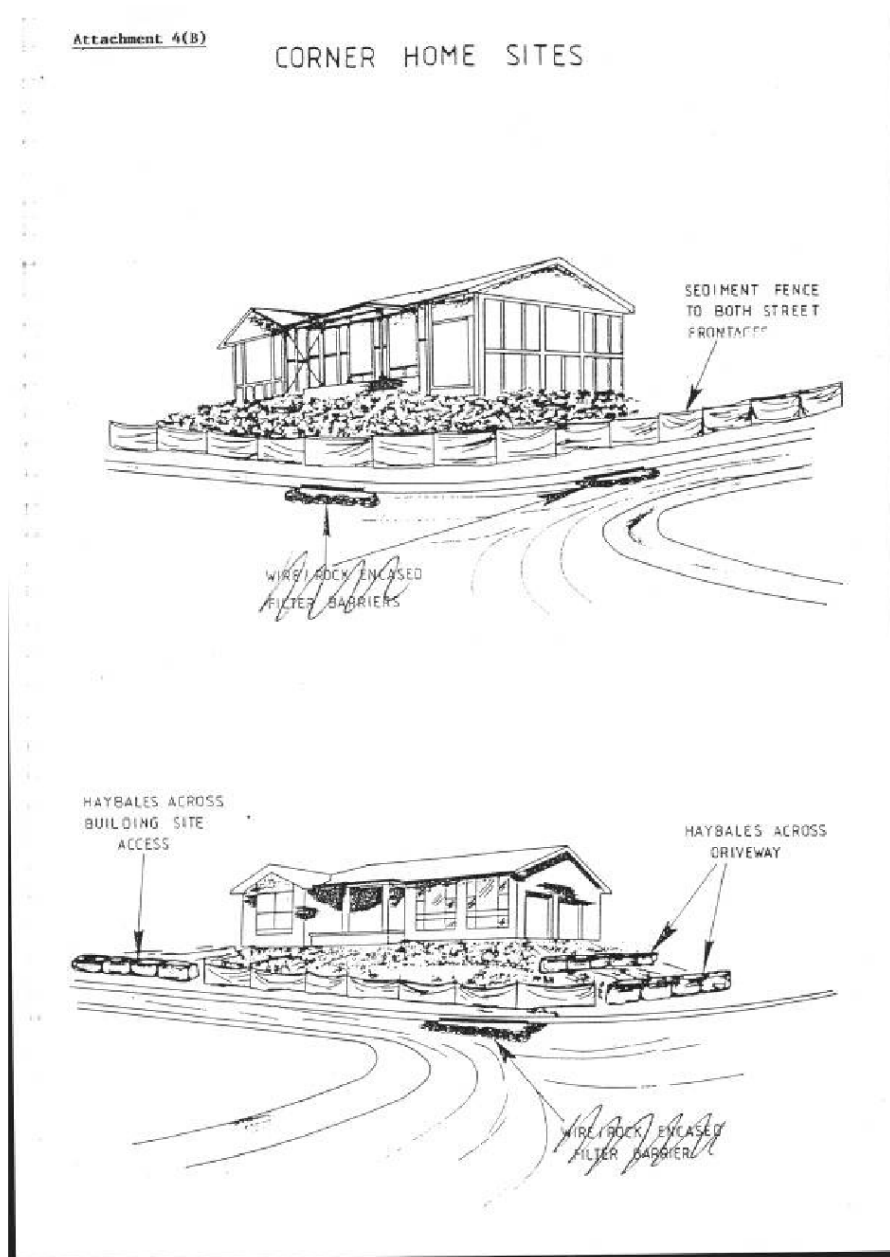 Attachment 4(B)
CORNER HOME SITES
SEDIMENT FENCE
TO BOTH STREET
FRONTAGES
WIRE/ROCK ENCASED
FILTER BARRIERS
HAYBALES ACROSS
BUILDING SITE
ACCESS
HAYBALES ACROSS
DRIVEWAY
WIRE/ROCK ENCASED
FILTER BARRIER